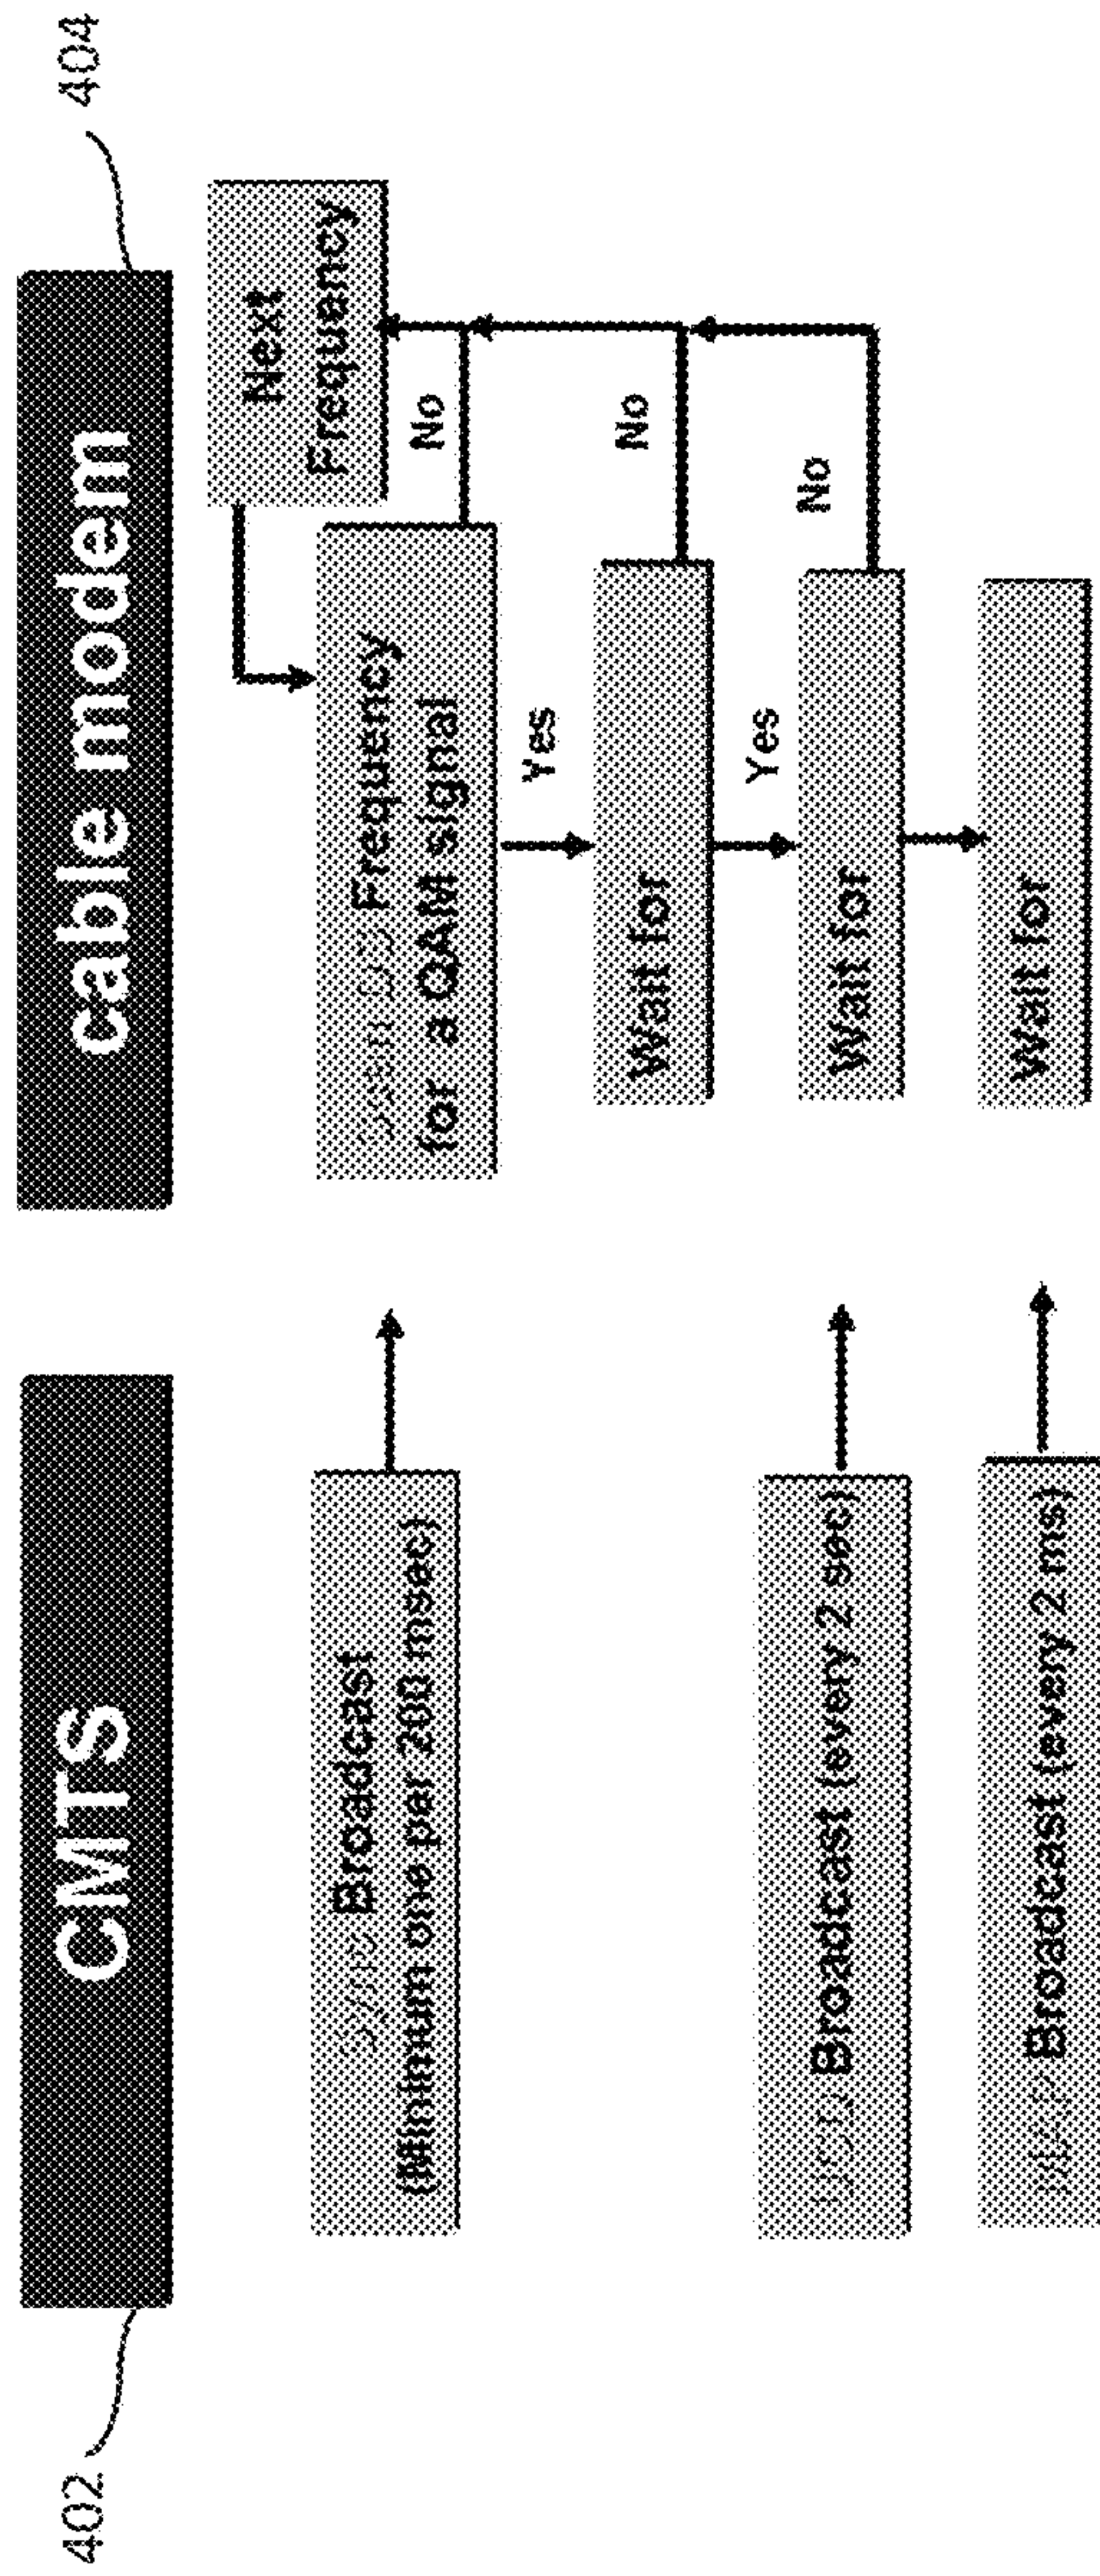 402
CMTS
cable modem
404
Next
Frequency
Broadcast
(Minimum one per 200 msec)
Frequency
for a QAM signal
No
Yes
Wait for
No
Yes
Broadcast (every 2 sec)
Wait for
No
Broadcast (every 2 ms)
Wait for